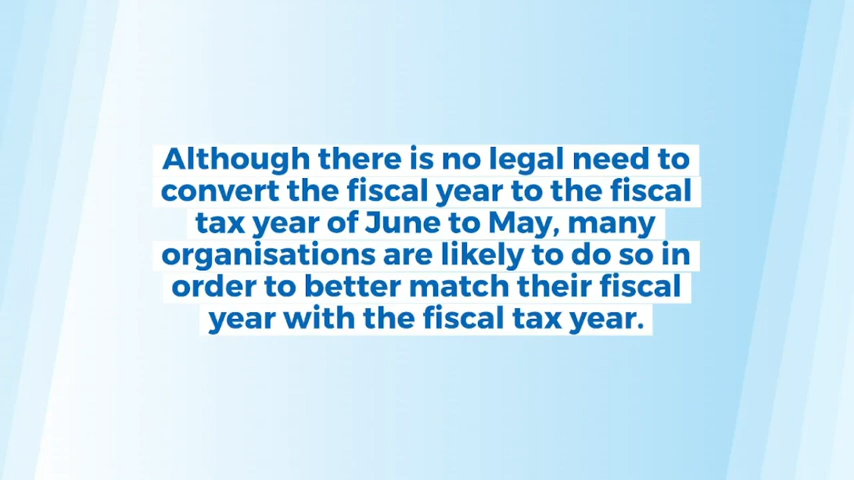 Although there is no legal need to
convert the fiscal year to the fiscal
tax year of June to May, many
organisations are likely to do so in
order to better match their fiscal
year with the fiscal tax year.